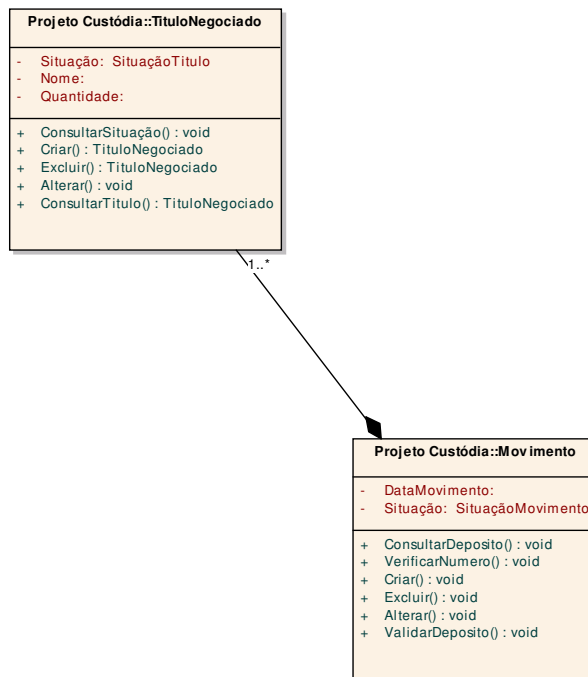 Projeto Custódia::TituloNegociado
- Situação: SituaçãoTitulo
- Nome:
- Quantidade:
+ ConsultarSituação() : void
+ Criar() : TituloNegociado
+ Excluir() : TituloNegociado
+ Alterar() : void
+ ConsultarTitulo() : TituloNegociado
1..*
Projeto Custódia::Movimento
- DataMovimento:
- Situação: SituaçãoMovimento
+ ConsultarDeposito() : void
+ VerificarNumero() : void
+ Criar() : void
+ Excluir() : void
+ Alterar() : void
+ ValidarDeposito() : void